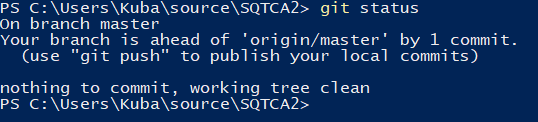 PS C:\Users\Kuba\source\SQTCA2> git status
On branch master
Your branch is ahead of 'origin/master' by 1 commit.
  (use "git push" to publish your local commits)

nothing to commit, working tree clean
PS C:\Users\Kuba\source\SQTCA2>